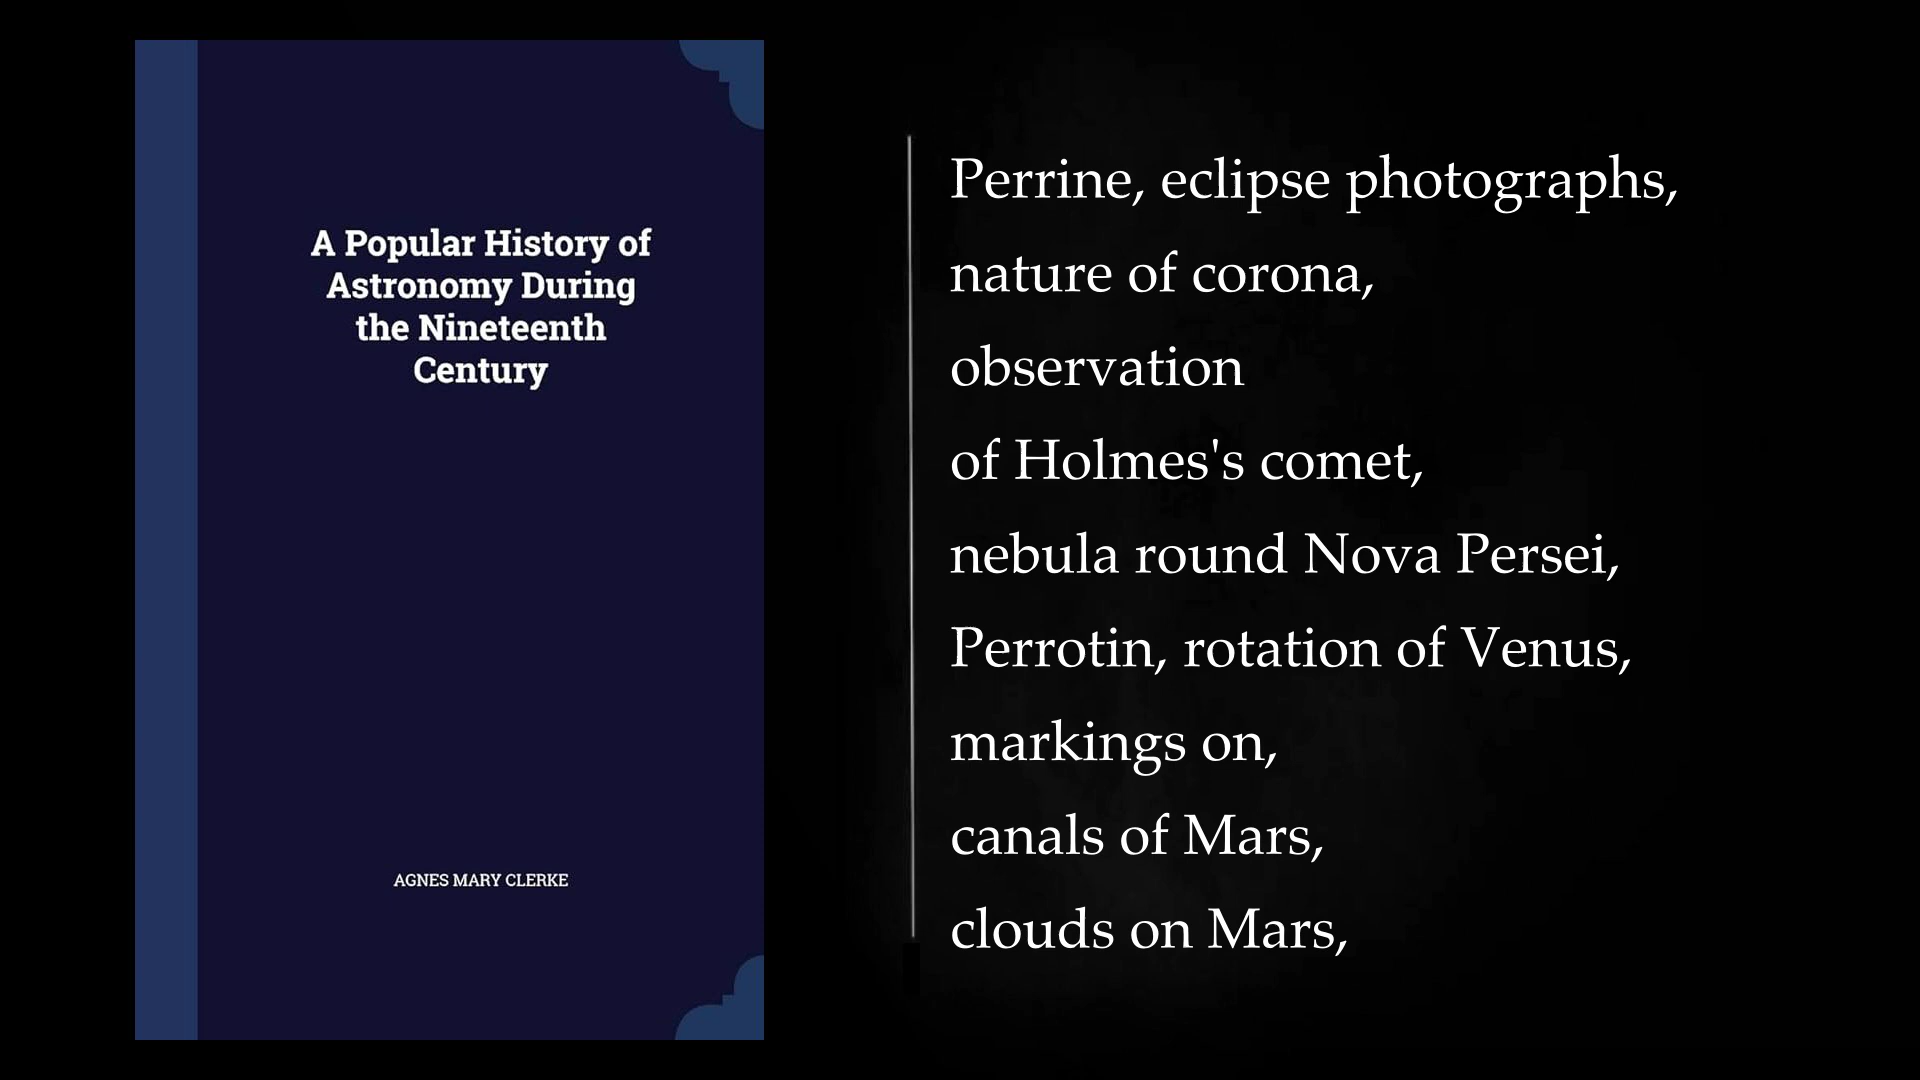 A Popular History of
Astronomy During
the Nineteenth
Century
AGNES MARY CLERKE
Perrine, eclipse photographs,
nature of corona,
observation
of Holmes's comet,
nebula round Nova Persei,
Perrotin, rotation of Venus,
markings on,
canals of Mars,
clouds on Mars,